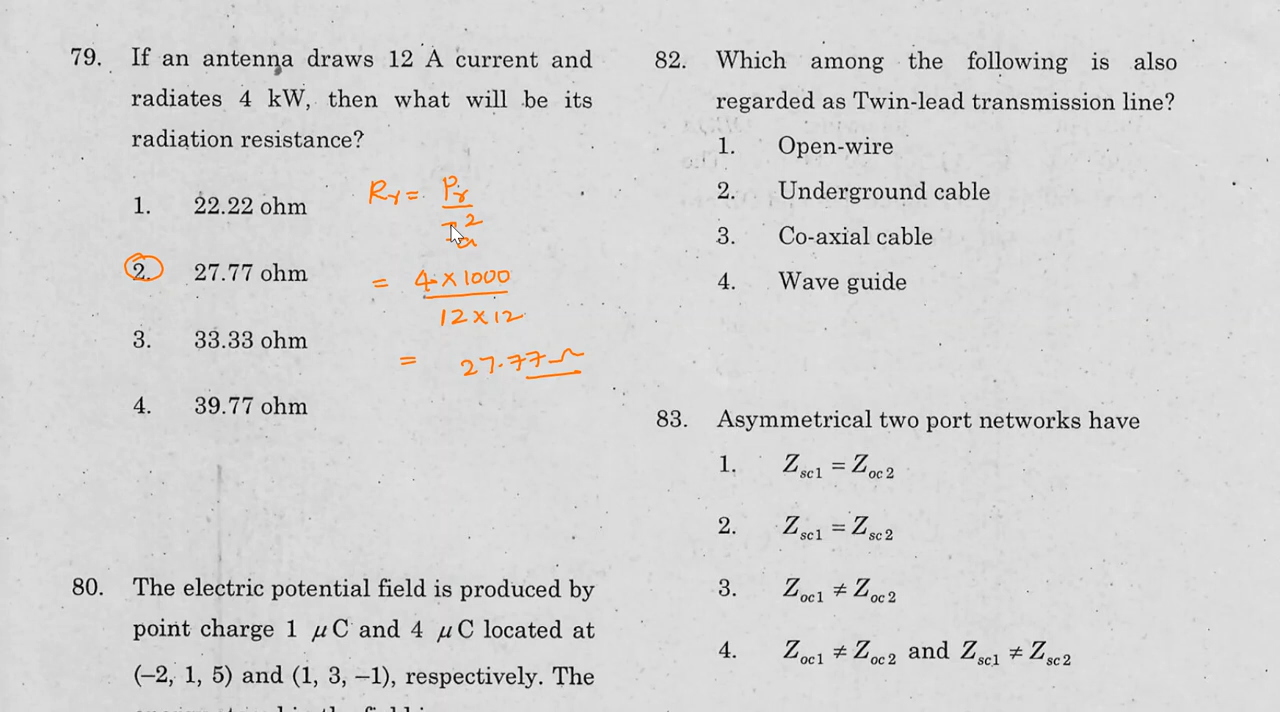 79. If an antenna draws 12 A current and
radiates 4 kW, then what will be its
radiation resistance?
1. 22.22 ohm
2. 27.77 ohm
3. 33.33 ohm
4. 39.77 ohm
Rr = Pr
I²a
= 4 × 1000
12 × 12
= 27.77 Ω
80. The electric potential field is produced by
point charge 1 μC and 4 μC located at
(–2, 1, 5) and (1, 3, –1), respectively. The
82. Which among the following is also
regarded as Twin-lead transmission line?
1. Open-wire
2. Underground cable
3. Co-axial cable
4. Wave guide
83. Asymmetrical two port networks have
1. Zsc1 = Zoc2
2. Zsc1 = Zsc2
3. Zoc1 ≠ Zoc2
4. Zoc1 ≠ Zoc2 and Zsc1 ≠ Zsc2